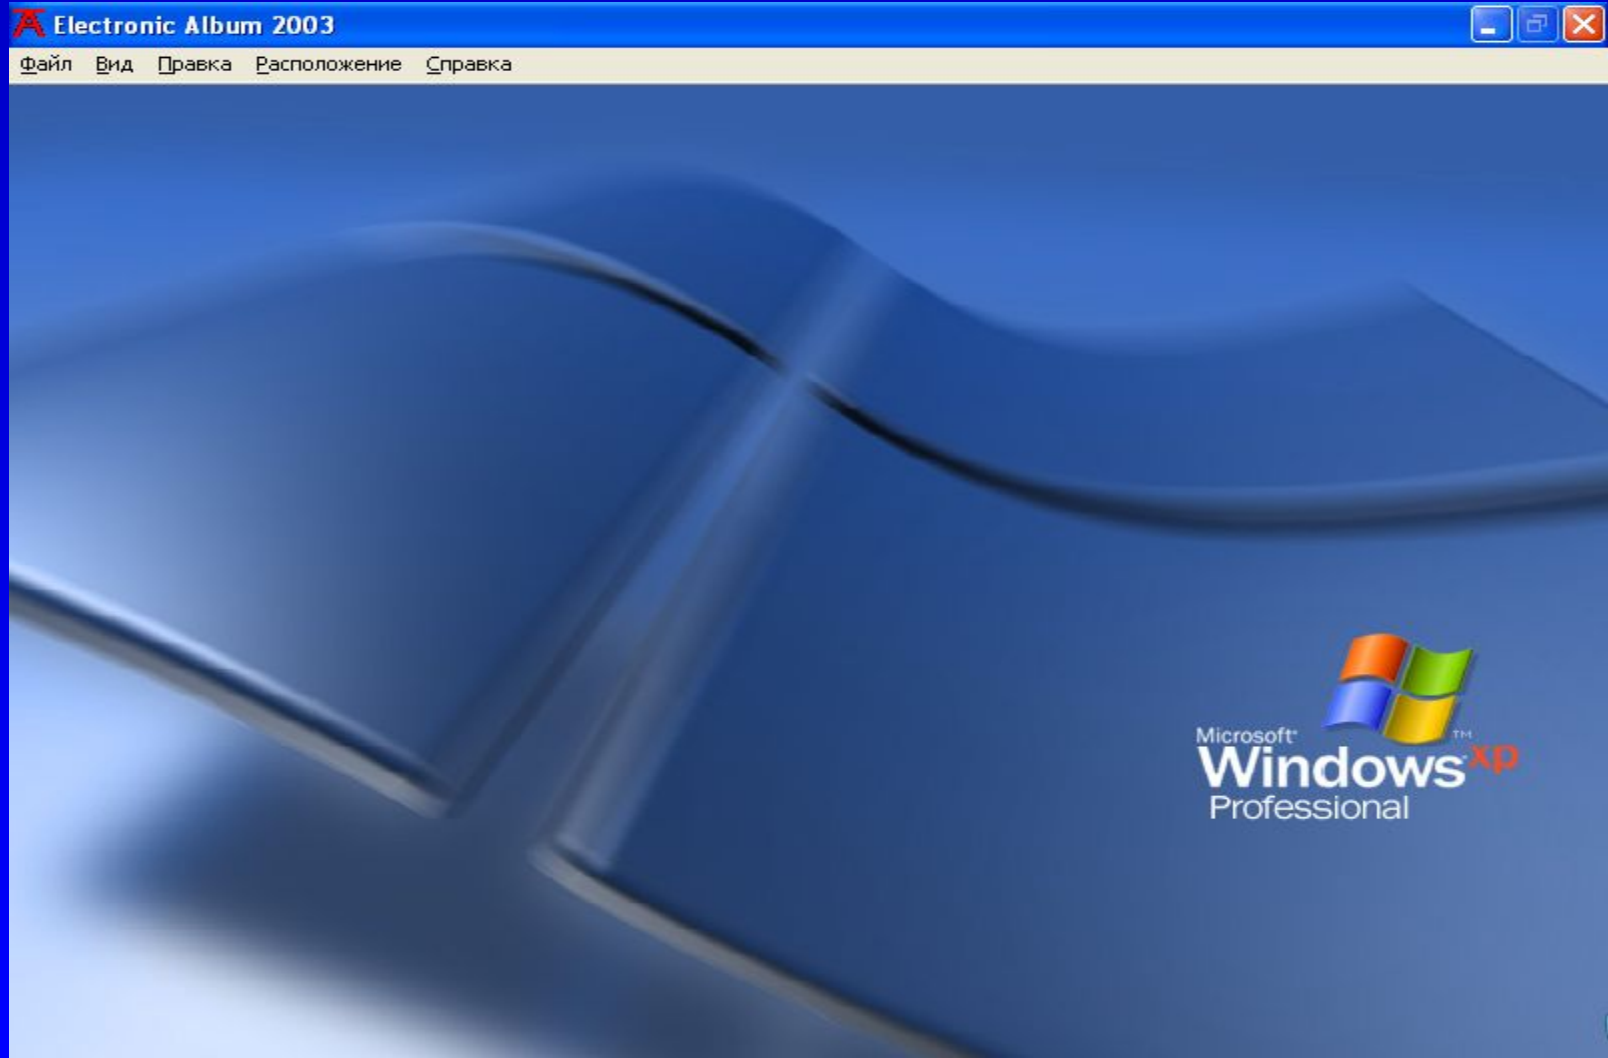 Electronic Album 2003
Файл Вид Правка Расположение Справка
Microsoft
Windows xp
Professional